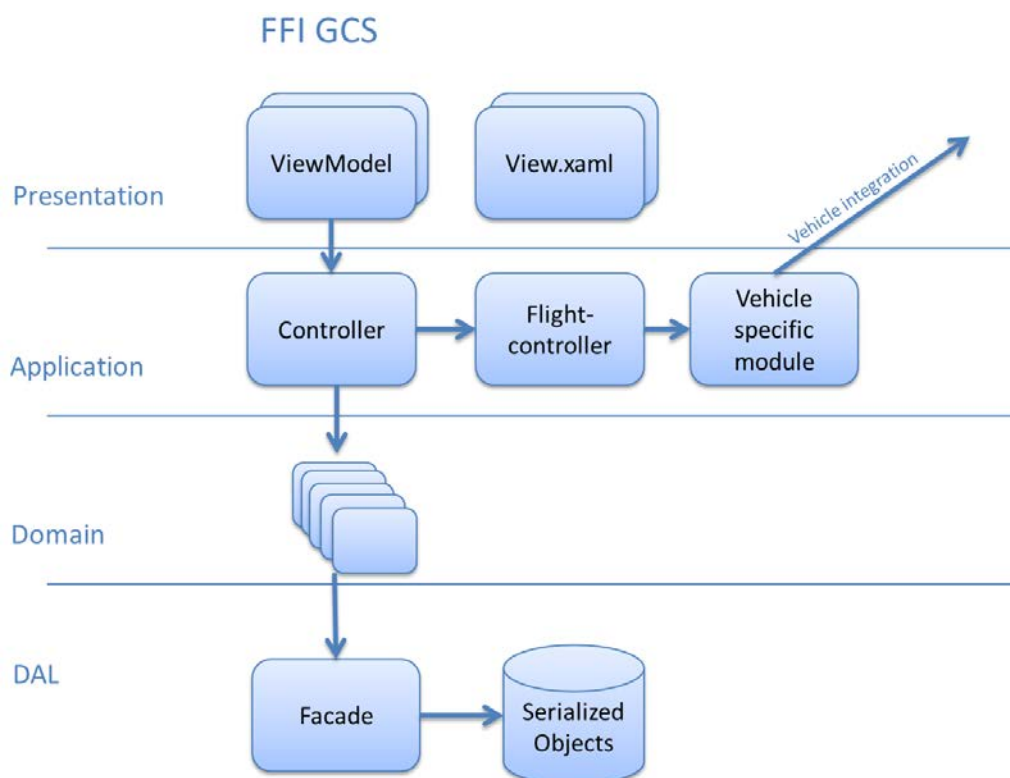 FFI GCS
ViewModel
View.xaml
Presentation
Vehicle integration
Controller
Flight-
controller
Vehicle
specific
module
Application
Domain
DAL
Facade
Serialized
Objects